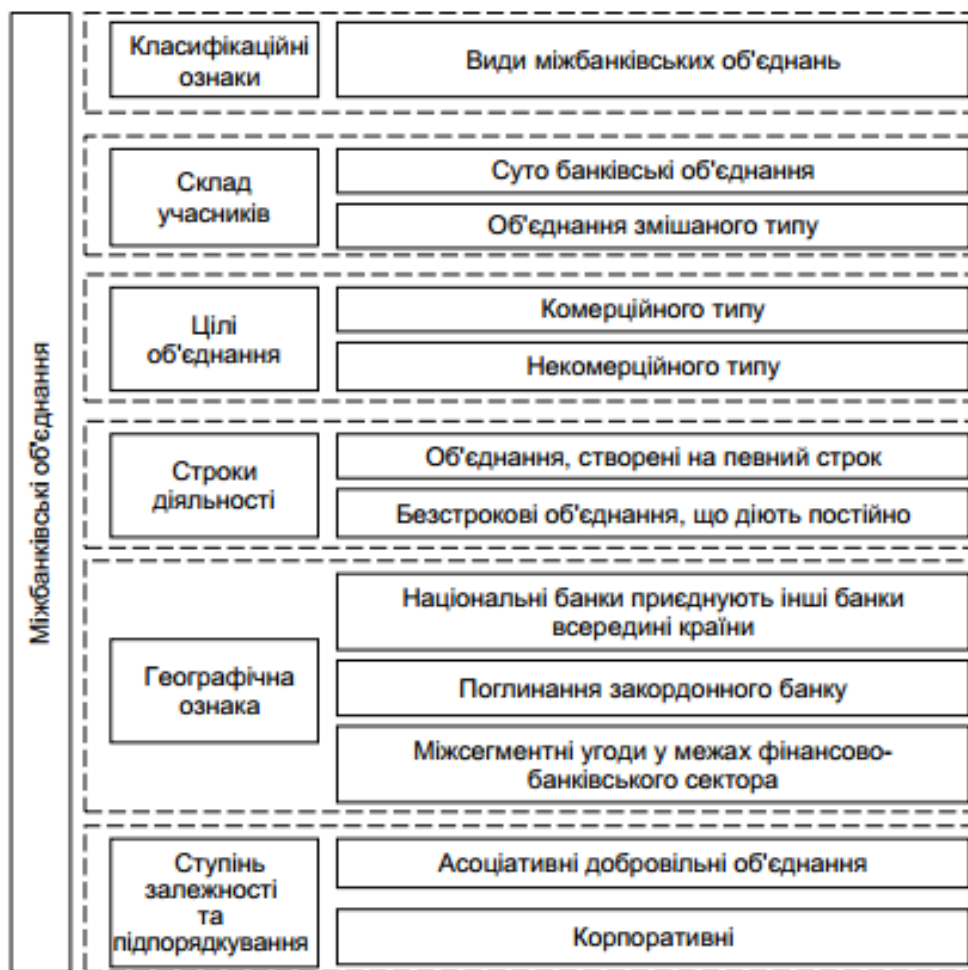 Міжбанківські об'єднання
Класифікаційні
ознаки
Види міжбанківських об'єднань
Склад
учасників
Суто банківські об'єднання
Об'єднання змішаного типу
Цілі
об'єднання
Комерційного типу
Некомерційного типу
Строки
діяльності
Об'єднання, створені на певний строк
Безстрокові об'єднання, що діють постійно
Географічна
ознака
Національні банки приєднують інші банки
всередині країни
Поглинання закордонного банку
Міжсегментні угоди у межах фінансово-
банківського сектора
Ступінь
залежності
та
підпорядкування
Асоціативні добровільні об'єднання
Корпоративні